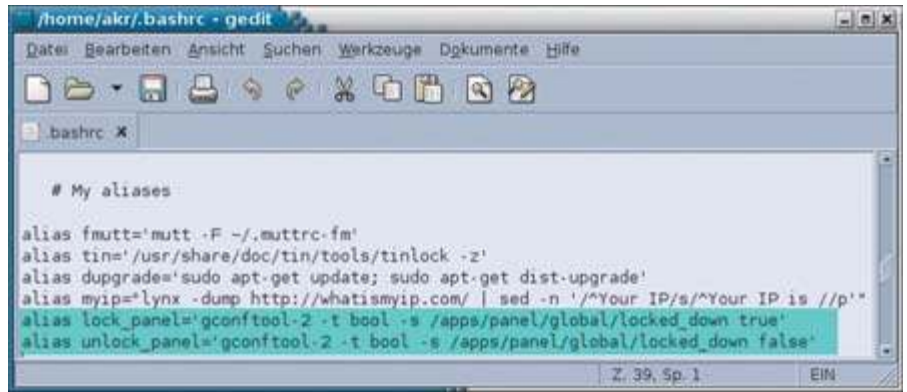 /home/akr/.bashrc - gedit
Datei Bearbeiten Ansicht Suchen Werkzeuge Dokumente Hilfe
.bashrc
# My aliases
alias fmutt='mutt -F ~/.muttrc-fm'
alias tin='/usr/share/doc/tin/tools/tinlock -z'
alias dupgrade='sudo apt-get update; sudo apt-get dist-upgrade'
alias myip="lynx -dump http://whatismyip.com/ | sed -n '/^Your IP/s/^Your IP is //p'"
alias lock_panel='gconftool-2 -t bool -s /apps/panel/global/locked_down true'
alias unlock_panel='gconftool-2 -t bool -s /apps/panel/global/locked_down false'
Z. 39, Sp. 1 EIN